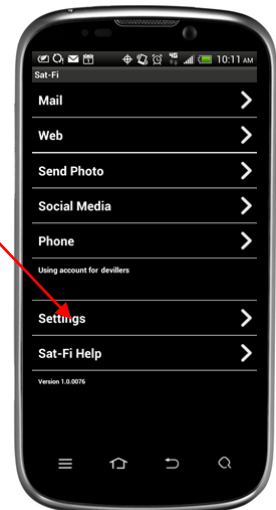 4G
10:11 AM
Sat-Fi
Mail
Web
Send Photo
Social Media
Phone
Using account for devillers
Settings
Sat-Fi Help
Version 1.0.0076